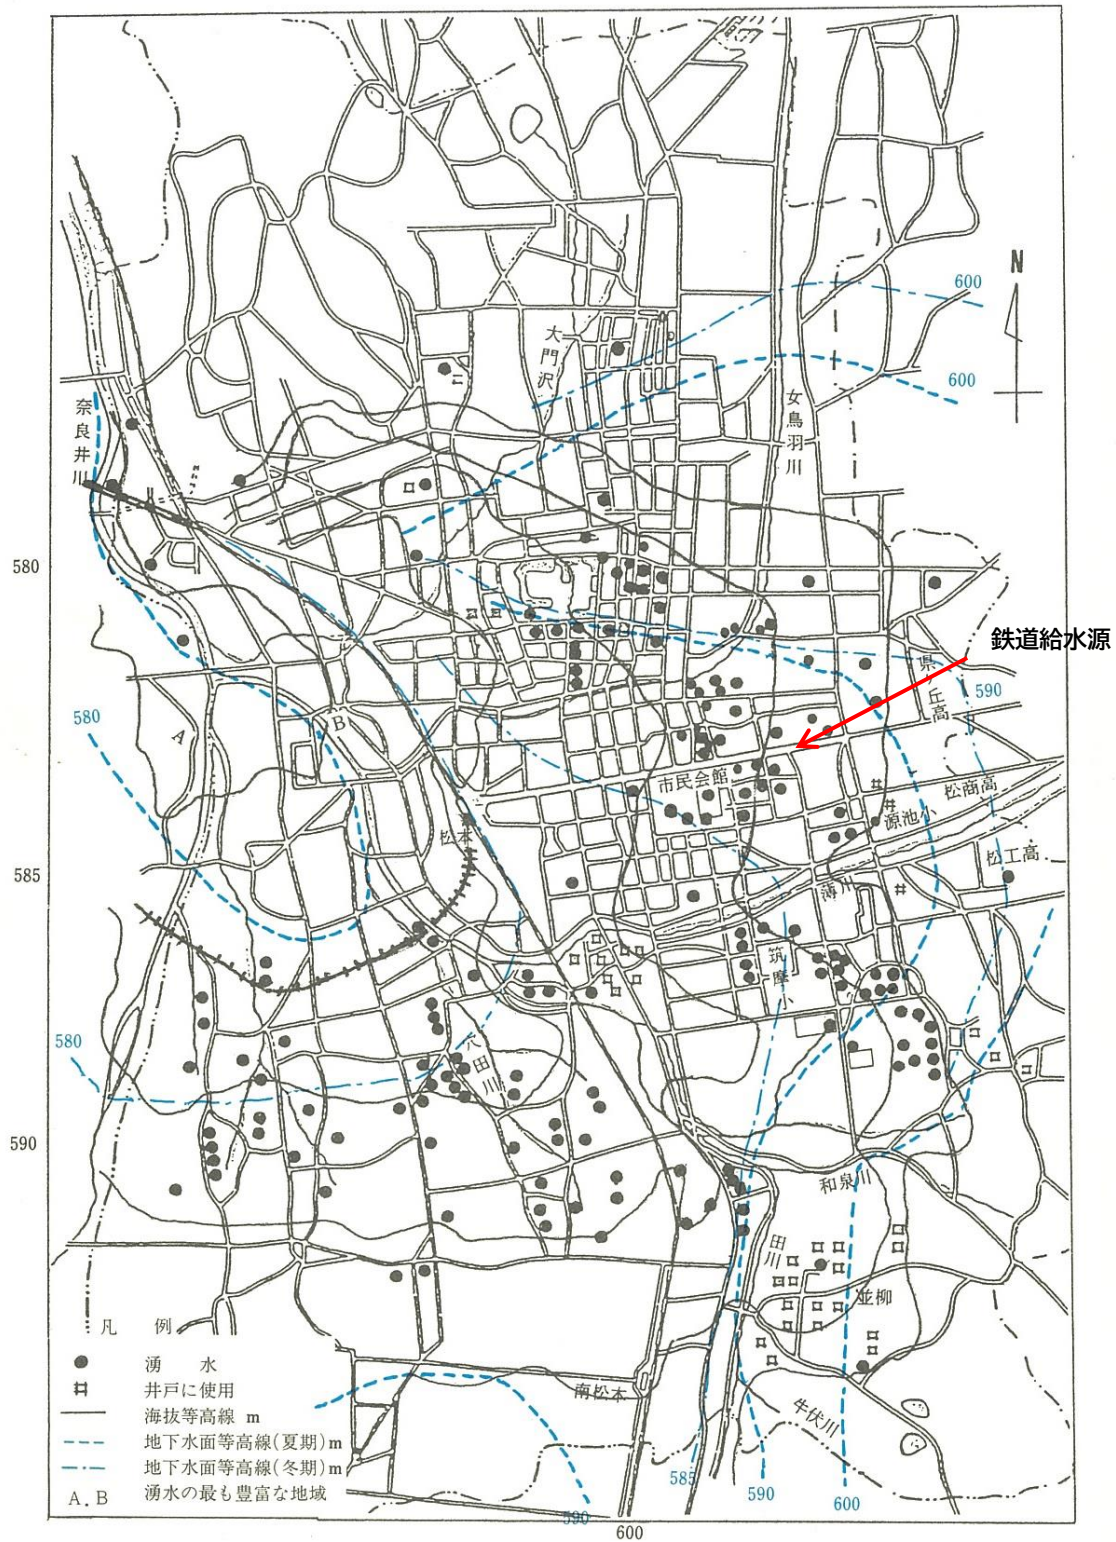 N
600
大門沢
600
奈良井川
女鳥羽川
580
鉄道給水源
県ヶ丘高
590
580
A
B
市民会館
松商高
源池小
松本
松工高
585
薄川
筑摩小
580
穴田川
590
和泉川
田川
並柳
凡 例
湧 水
井戸に使用
海抜等高線 m
地下水面等高線(夏期)m
地下水面等高線(冬期)m
A.B 湧水の最も豊富な地域
南松本
牛伏川
585
590
600
590
600